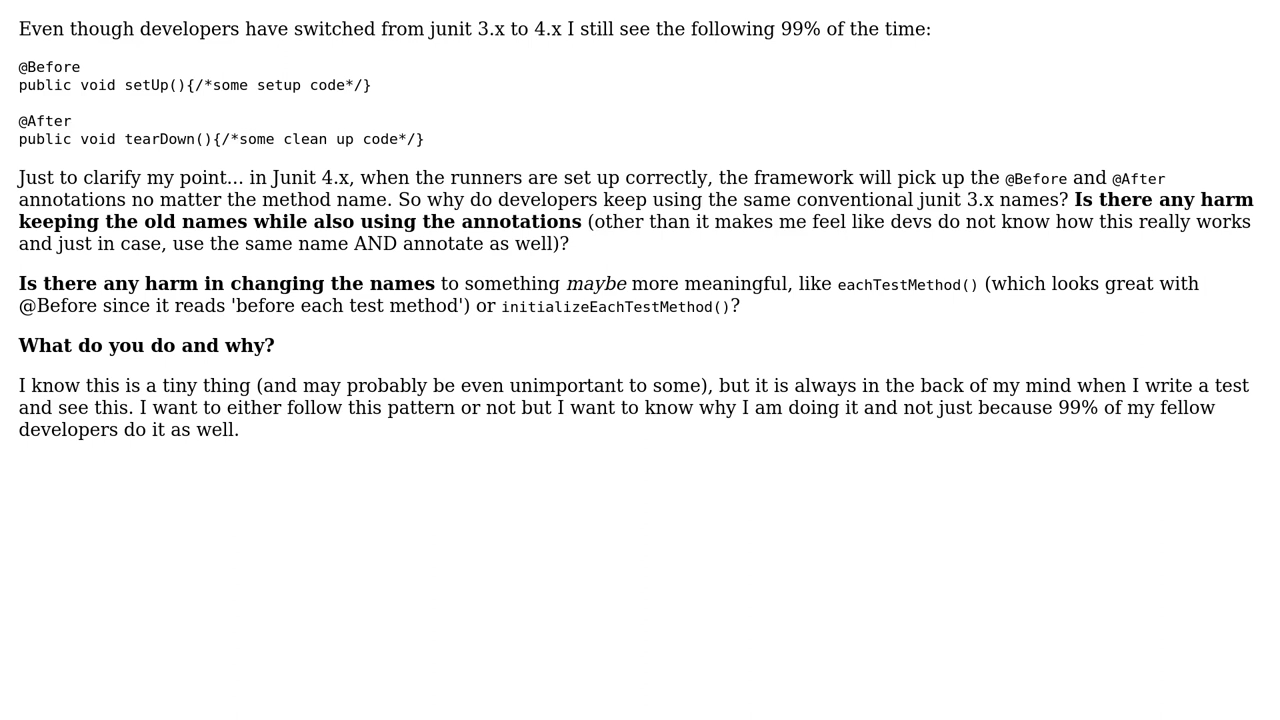 Even though developers have switched from junit 3.x to 4.x I still see the following 99% of the time:
@Before
public void setUp(){/*some setup code*/}
@After
public void tearDown(){/*some clean up code*/}
Just to clarify my point... in Junit 4.x, when the runners are set up correctly, the framework will pick up the @Before and @After
annotations no matter the method name. So why do developers keep using the same conventional junit 3.x names? Is there any harm
keeping the old names while also using the annotations (other than it makes me feel like devs do not know how this really works
and just in case, use the same name AND annotate as well)?
Is there any harm in changing the names to something maybe more meaningful, like eachTestMethod() (which looks great with
@Before since it reads 'before each test method') or initializeEachTestMethod()?
What do you do and why?
I know this is a tiny thing (and may probably be even unimportant to some), but it is always in the back of my mind when I write a test
and see this. I want to either follow this pattern or not but I want to know why I am doing it and not just because 99% of my fellow
developers do it as well.